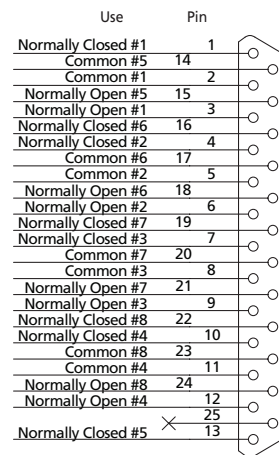 Use Pin
Normally Closed #1 1
Common #5 14
Common #1 2
Normally Open #5 15
Normally Open #1 3
Normally Closed #6 16
Normally Closed #2 4
Common #6 17
Common #2 5
Normally Open #6 18
Normally Open #2 6
Normally Closed #7 19
Normally Closed #3 7
Common #7 20
Common #3 8
Normally Open #7 21
Normally Open #3 9
Normally Closed #8 22
Normally Closed #4 10
Common #8 23
Common #4 11
Normally Open #8 24
Normally Open #4 12
25
Normally Closed #5 13